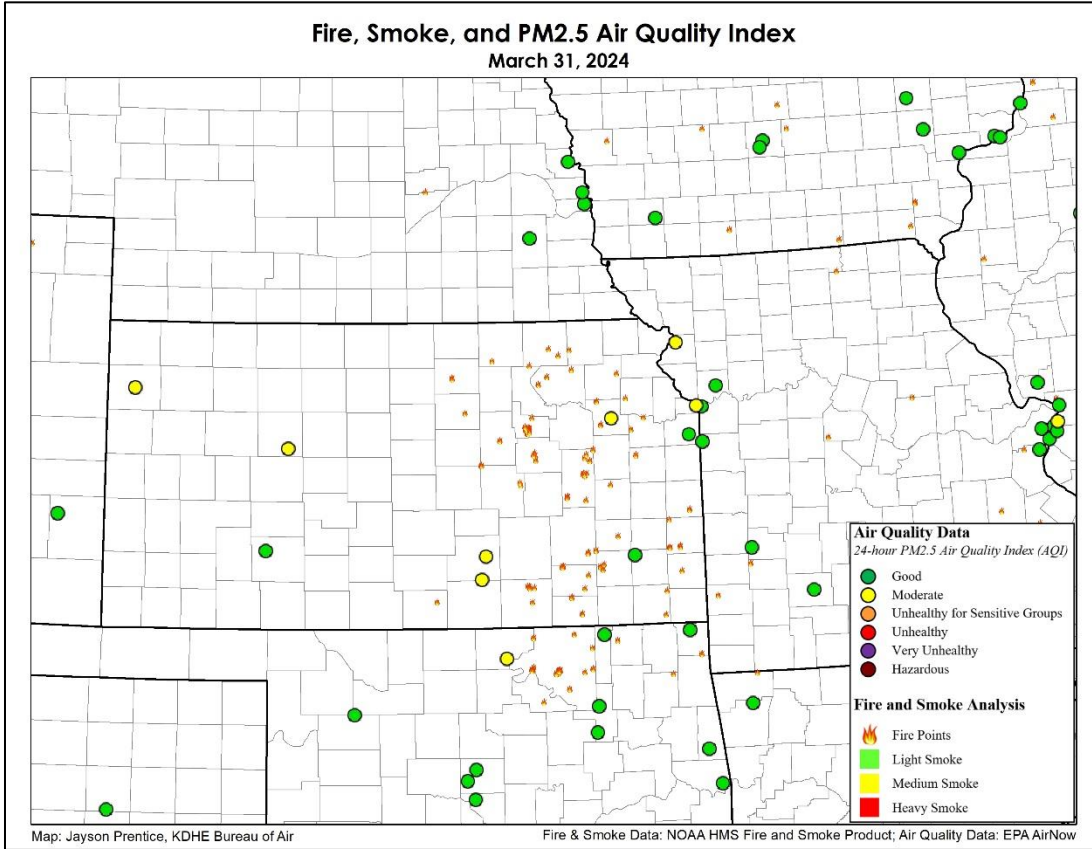 Fire, Smoke, and PM2.5 Air Quality Index
March 31, 2024
Air Quality Data
24-hour PM2.5 Air Quality Index (AQI)
Good
Moderate
Unhealthy for Sensitive Groups
Unhealthy
Very Unhealthy
Hazardous
Fire and Smoke Analysis
Fire Points
Light Smoke
Medium Smoke
Heavy Smoke
Map: Jayson Prentice, KDHE Bureau of Air
Fire & Smoke Data: NOAA HMS Fire and Smoke Product; Air Quality Data: EPA AirNow